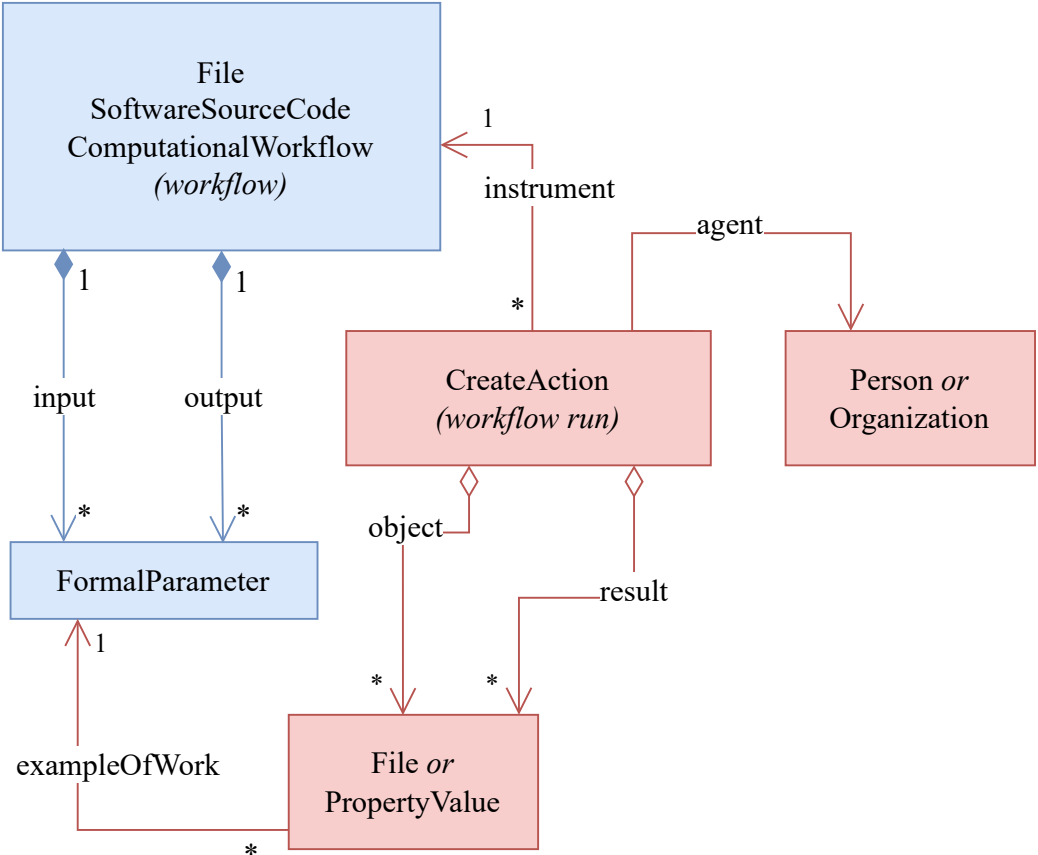 File
SoftwareSourceCode
ComputationalWorkflow
(workflow)
1
instrument
agent
1
1
*
CreateAction
(workflow run)
Person or
Organization
input
output
*
*
object
FormalParameter
result
1
*
*
exampleOfWork
File or
PropertyValue
*